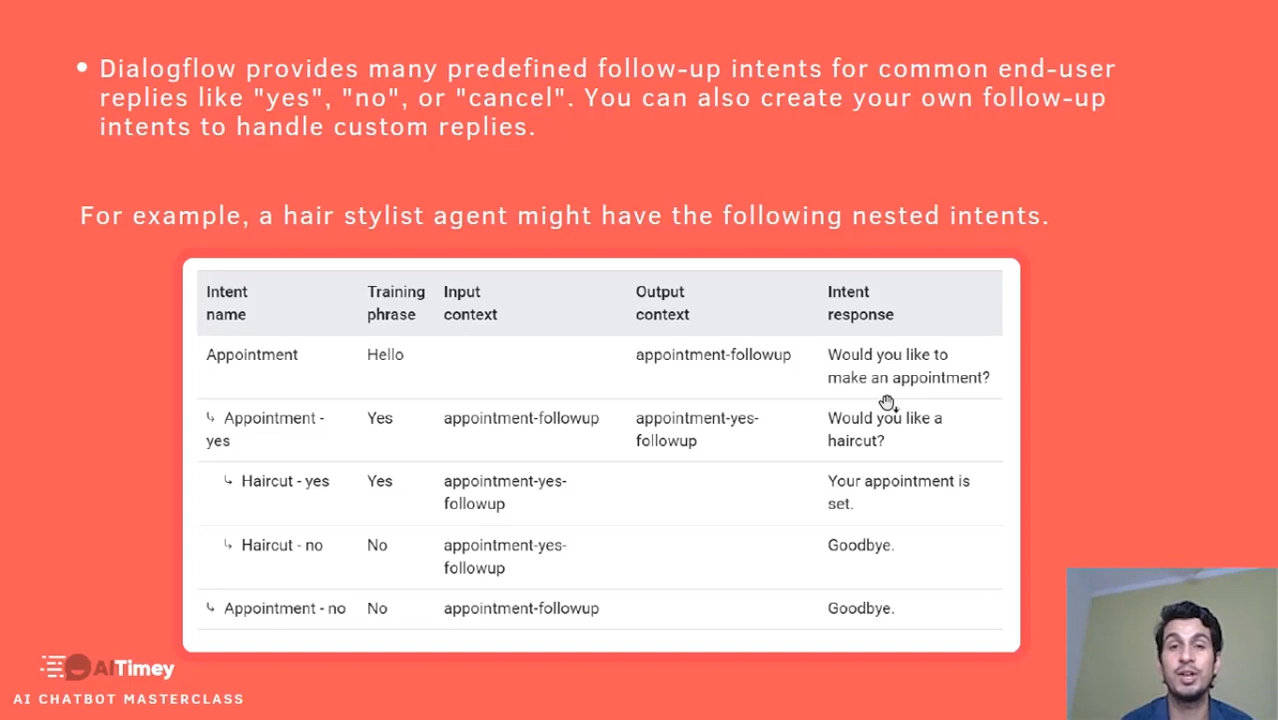 • Dialogflow provides many predefined follow-up intents for common end-user
replies like "yes", "no", or "cancel". You can also create your own follow-up
intents to handle custom replies.
For example, a hair stylist agent might have the following nested intents.
Intent name Training phrase Input context Output context Intent response
Appointment Hello appointment-followup Would you like to make an appointment?
↳ Appointment - yes Yes appointment-followup appointment-yes-followup Would you like a haircut?
↳ Haircut - yes Yes appointment-yes-followup Your appointment is set.
↳ Haircut - no No appointment-yes-followup Goodbye.
↳ Appointment - no No appointment-followup Goodbye.
AiTimey
AI CHATBOT MASTERCLASS